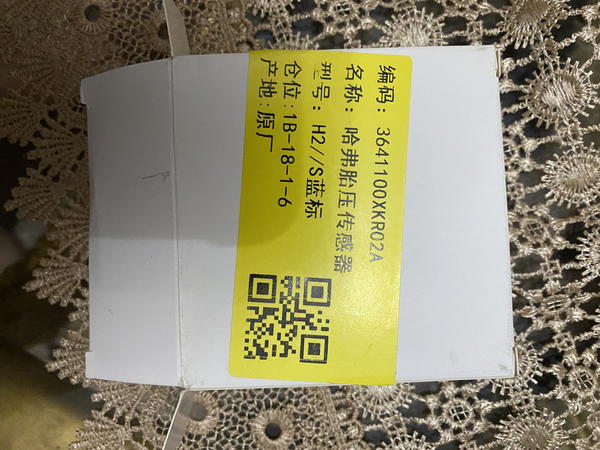 编码: 3641100XKR02A
名称: 哈弗胎压传感器
型号: H2//S蓝标
仓位:1B-18-1-6
产地:原厂